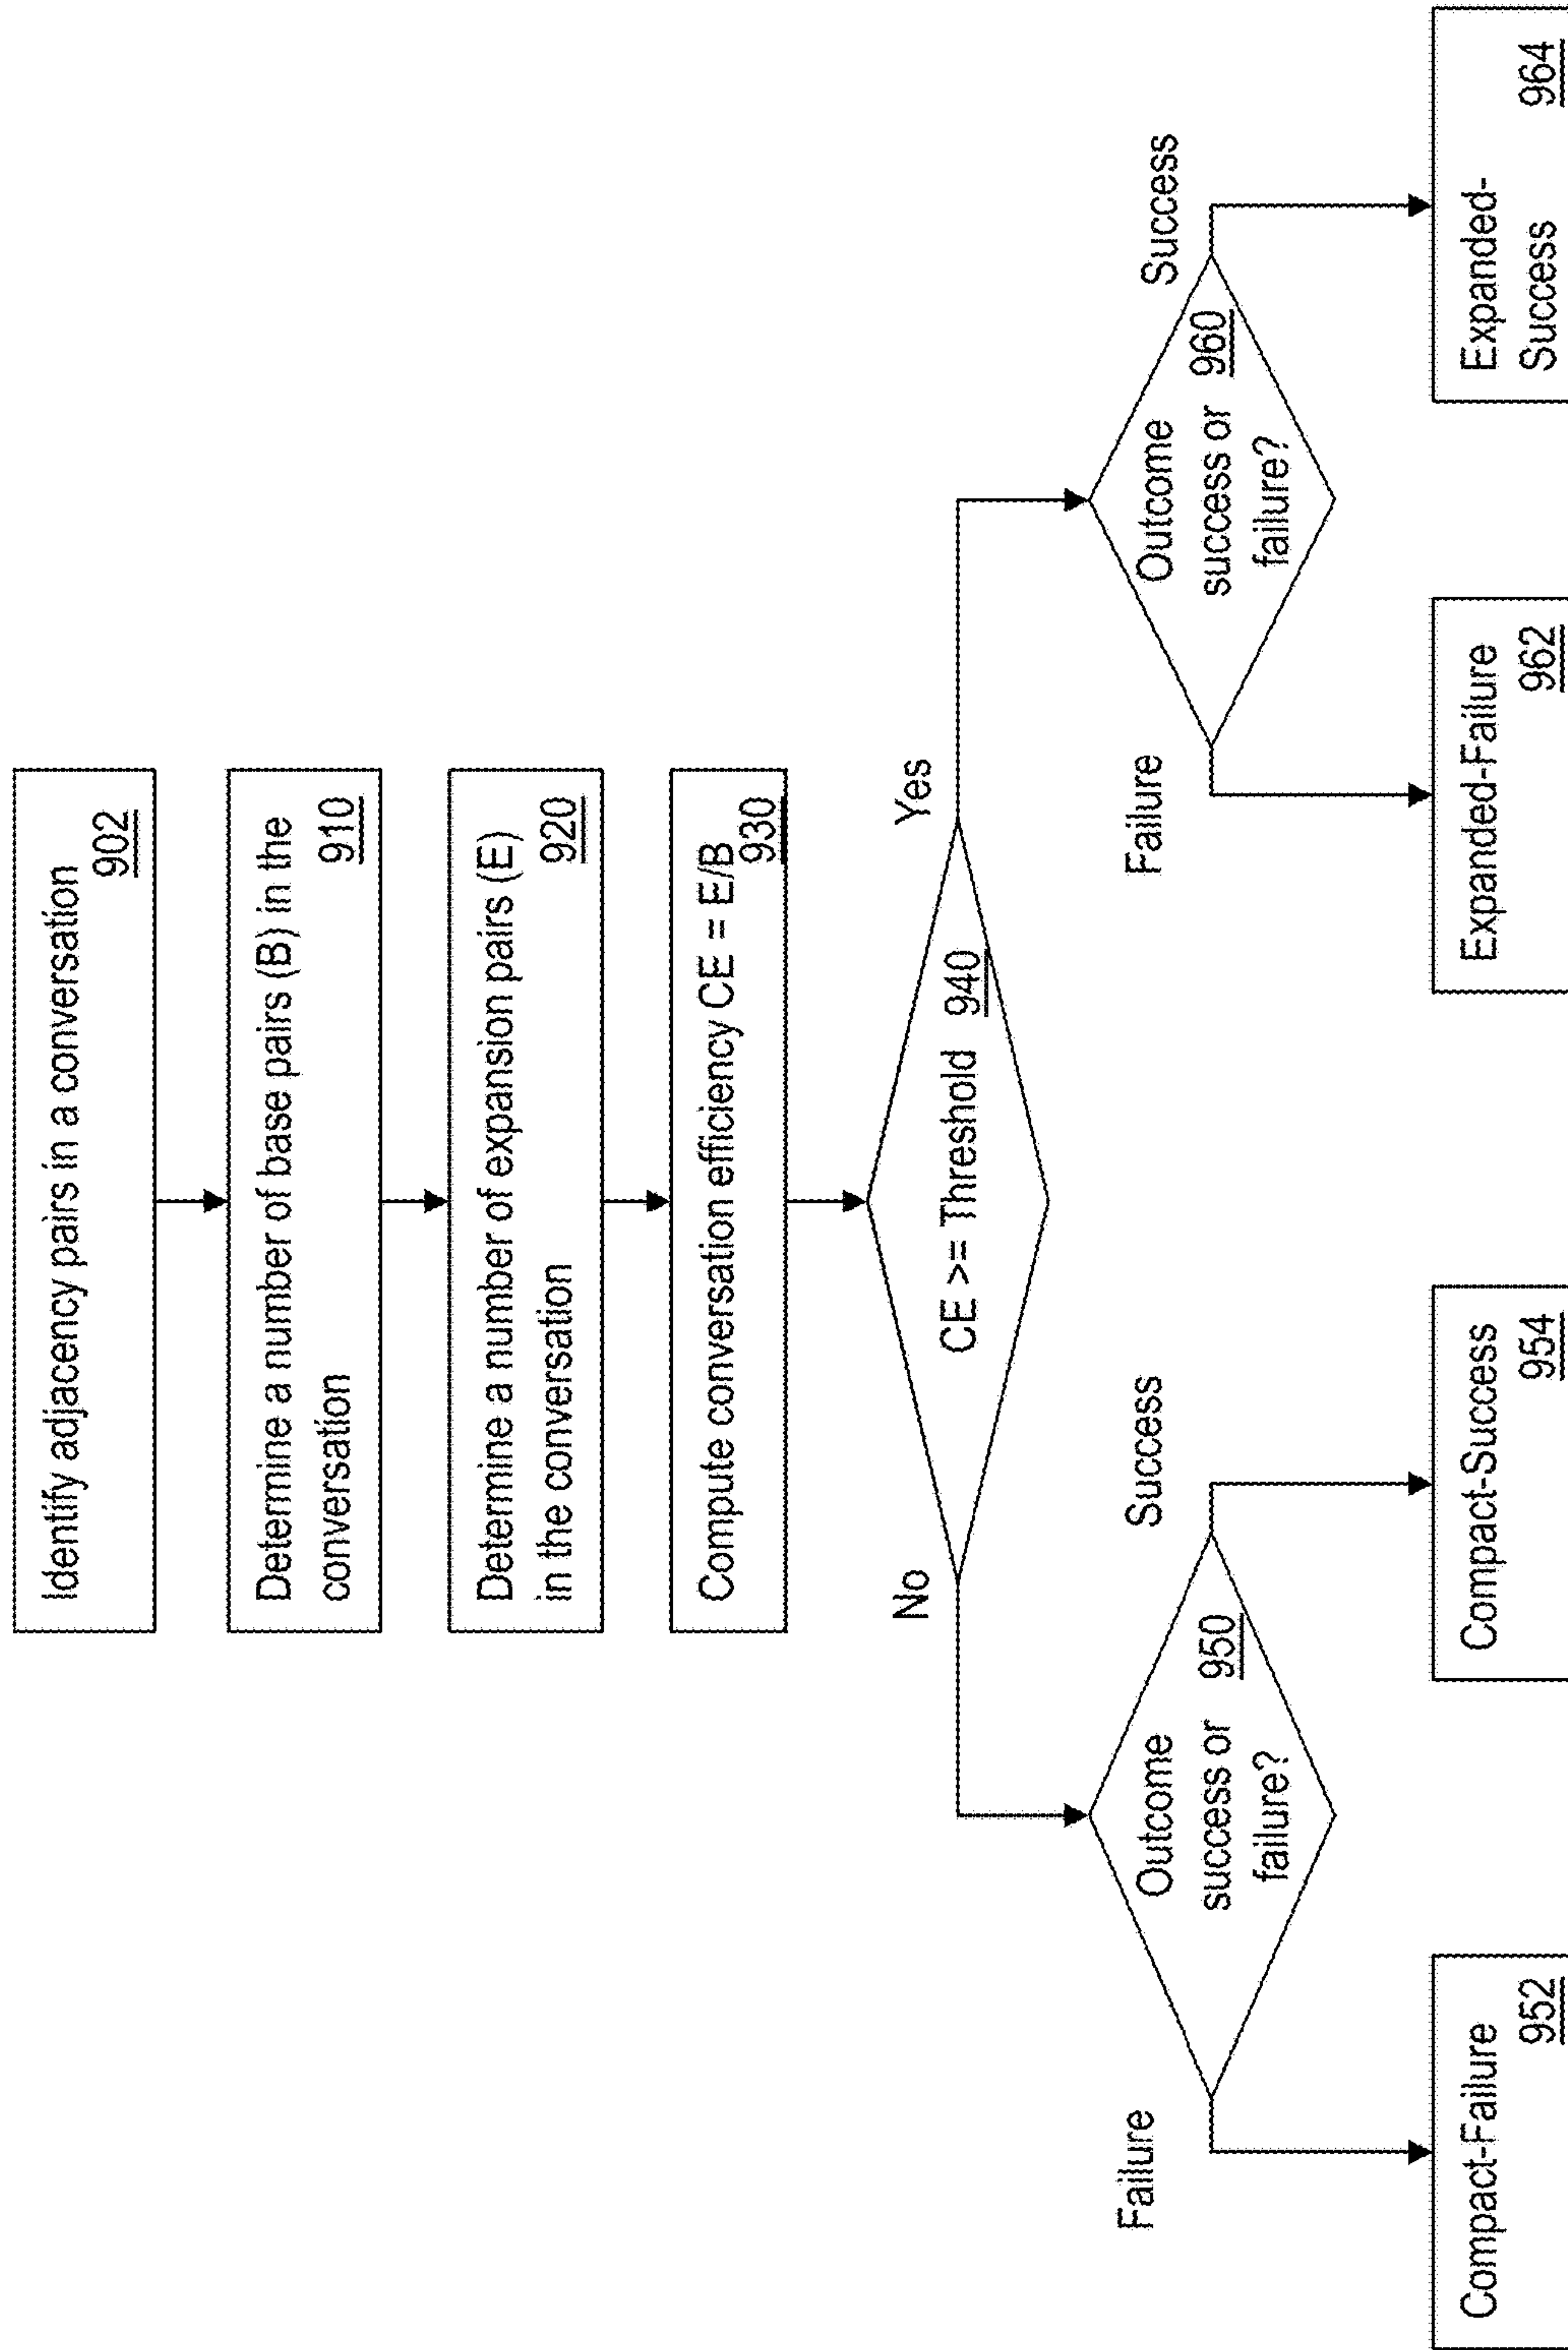 Identify adjacency pairs in a conversation
902
Determine a number of base pairs (B) in the
conversation
910
Determine a number of expansion pairs (E)
in the conversation
920
Compute conversation efficiency CE = E/B
930
CE >= Threshold
940
No
Yes
Outcome
success or
failure?
950
Failure
Success
Outcome
success or
failure?
960
Failure
Success
Compact-Failure
952
Compact-Success
954
Expanded-Failure
962
Expanded-
Success
964